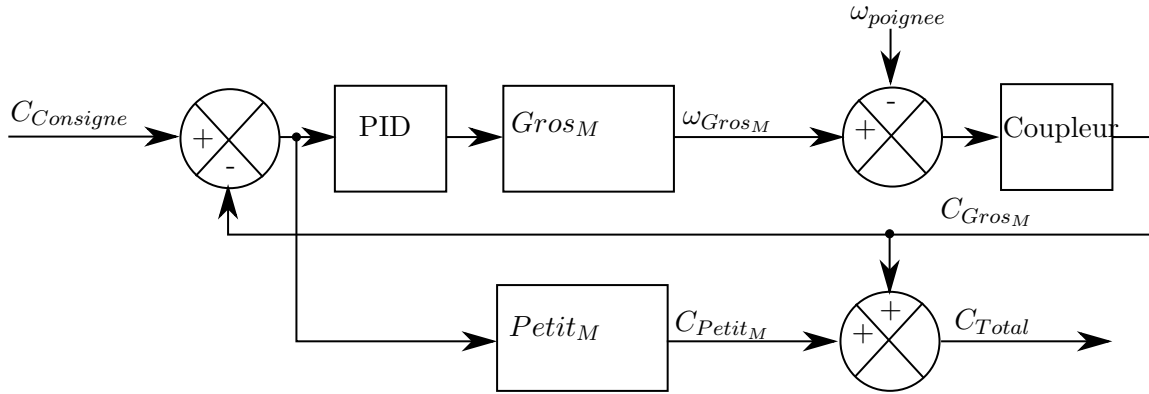 ω_poignee
C_Consigne
+
-
PID
Gros_M
ω_Gros_M
-
+
Coupleur
C_Gros_M
Petit_M
C_Petit_M
+
+
C_Total